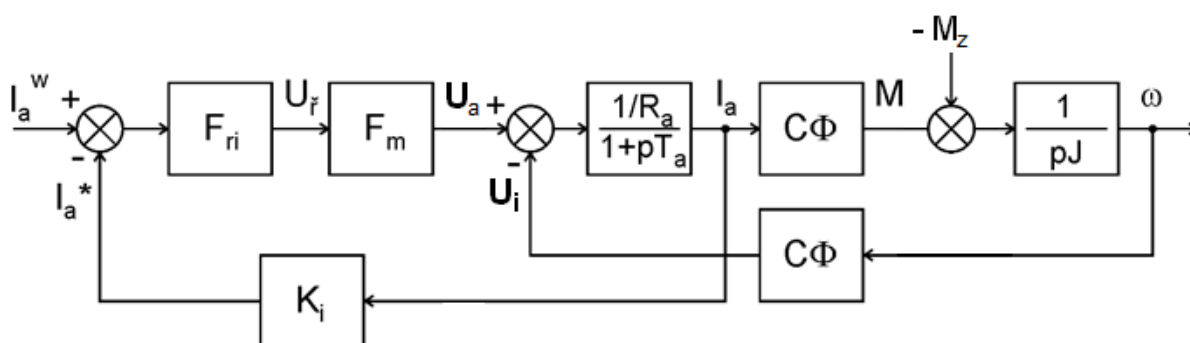 - M_z
I_a^w
+
-
I_a*
F_ri
U_ř
F_m
U_a
+
-
U_i
1/R_a
1+pT_a
I_a
CΦ
M
1
pJ
ω
CΦ
K_i